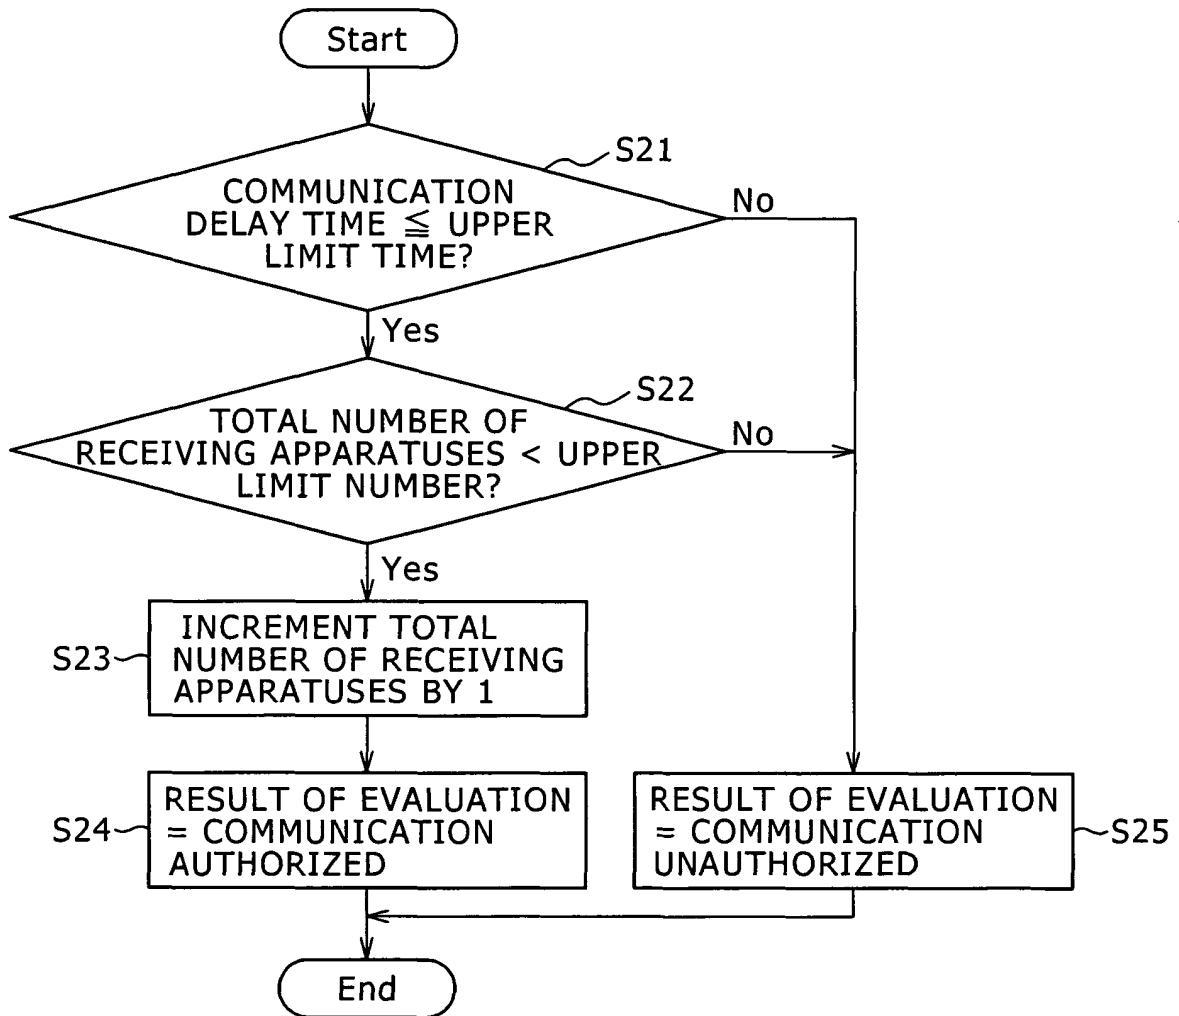 Start
S21
COMMUNICATION
DELAY TIME ≦ UPPER
LIMIT TIME?
No
Yes
S22
TOTAL NUMBER OF
RECEIVING APPARATUSES < UPPER
LIMIT NUMBER?
No
Yes
S23
INCREMENT TOTAL
NUMBER OF RECEIVING
APPARATUSES BY 1
S24
RESULT OF EVALUATION
= COMMUNICATION
AUTHORIZED
RESULT OF EVALUATION
= COMMUNICATION
UNAUTHORIZED
S25
End